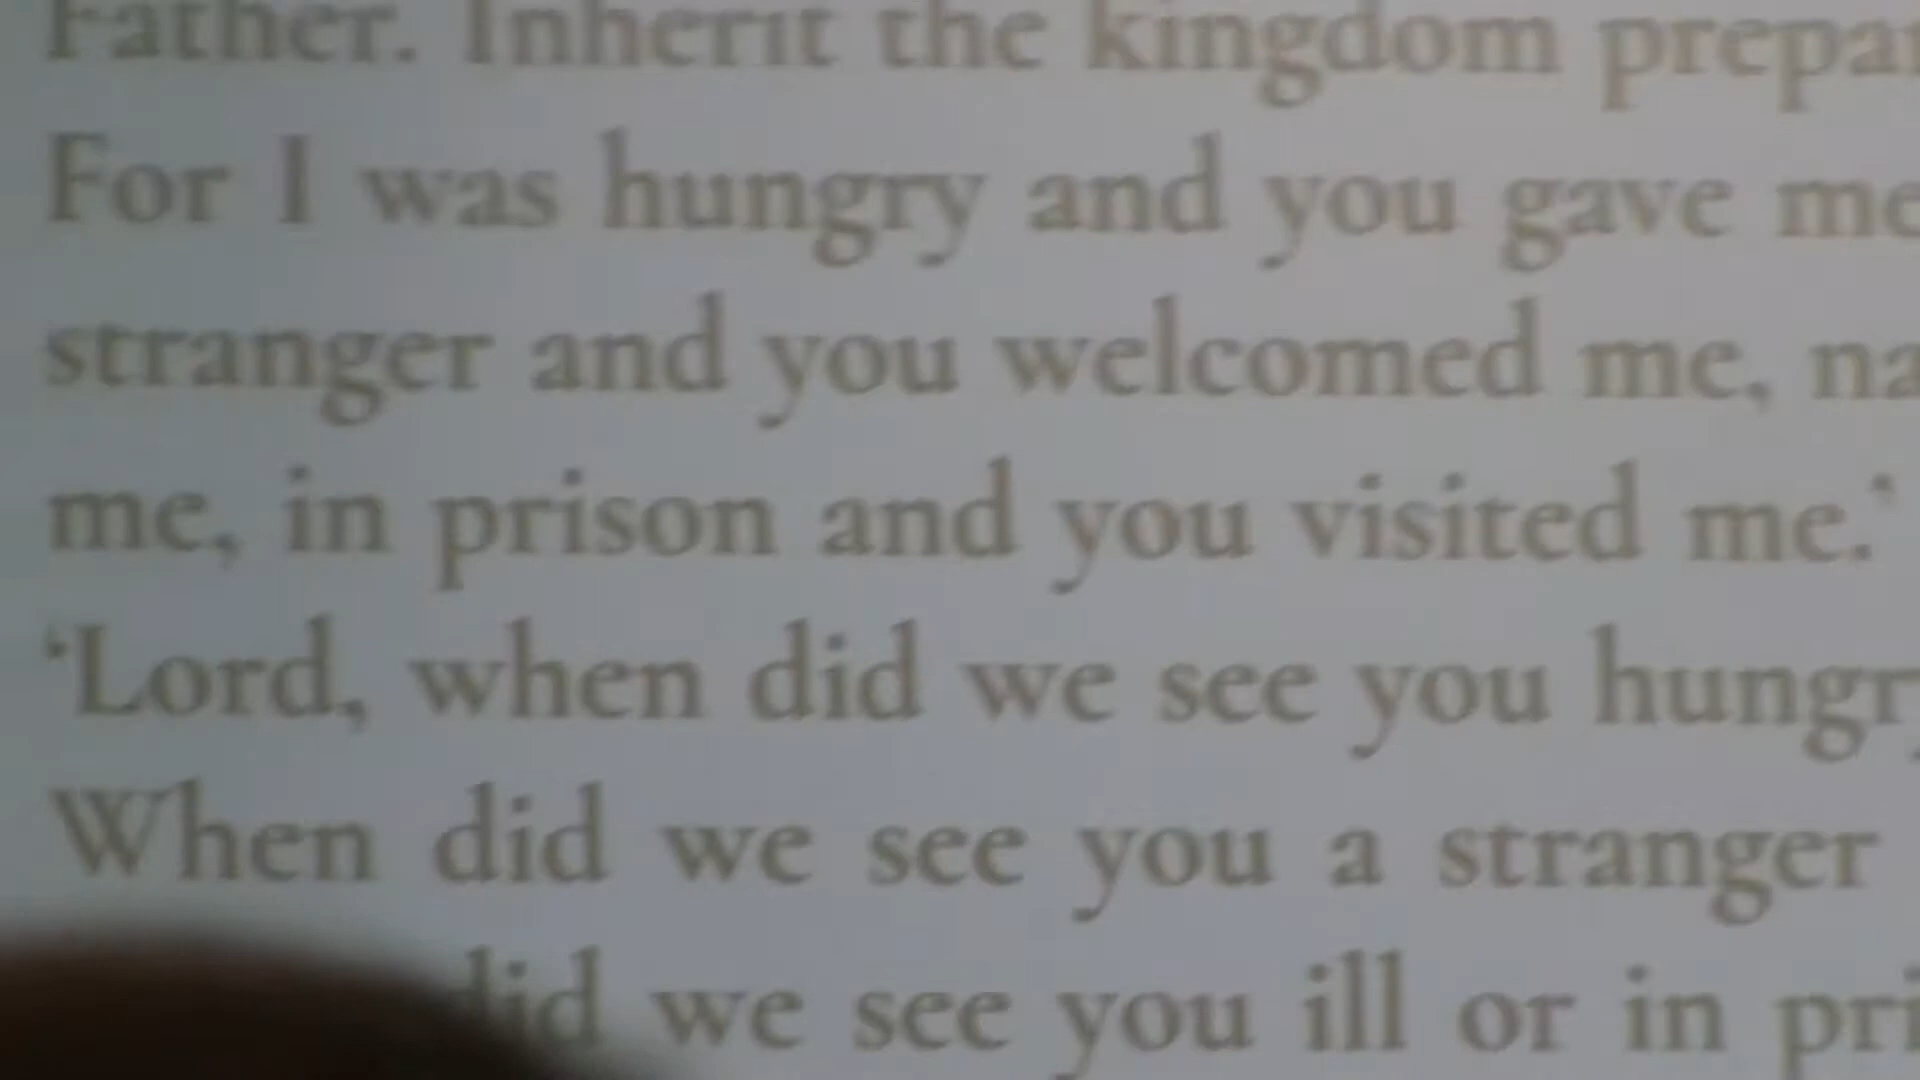 Father. Inherit the kingdom
For I was hungry and you gave me
stranger and you welcomed me,
me, in prison and you visited me.'
'Lord, when did we see you
When did we see you a stranger
did we see you ill or in